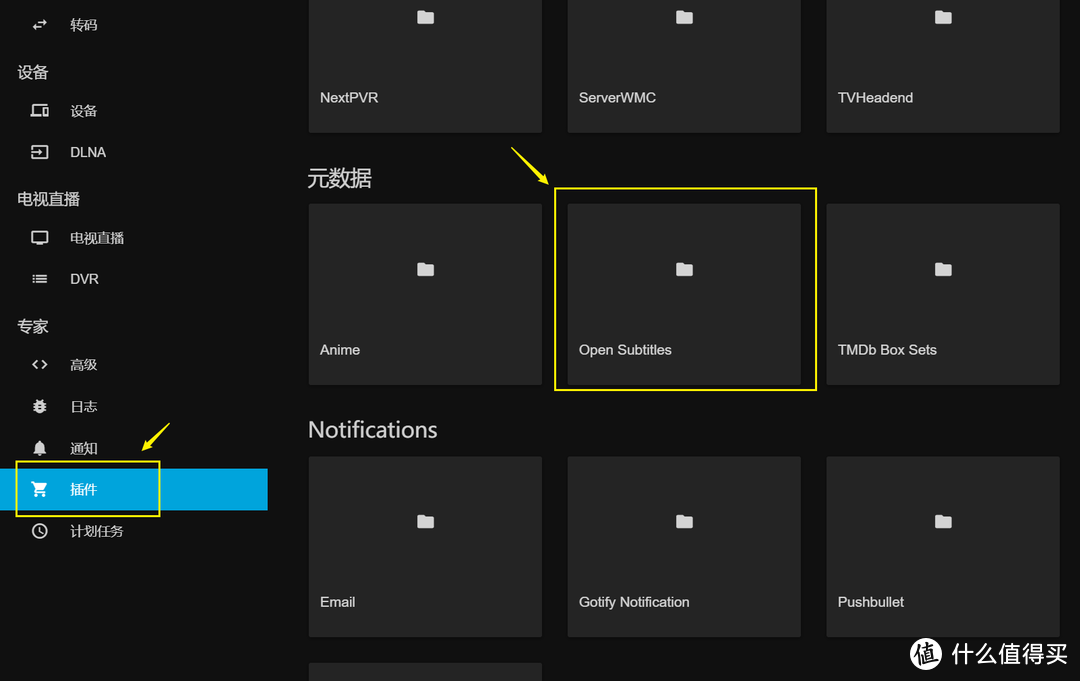 转码
设备
设备
DLNA
电视直播
电视直播
DVR
专家
高级
日志
通知
插件
计划任务
NextPVR
ServerWMC
TVHeadend
元数据
Anime
Open Subtitles
TMDb Box Sets
Notifications
Email
Gotify Notification
Pushbullet
值 什么值得买